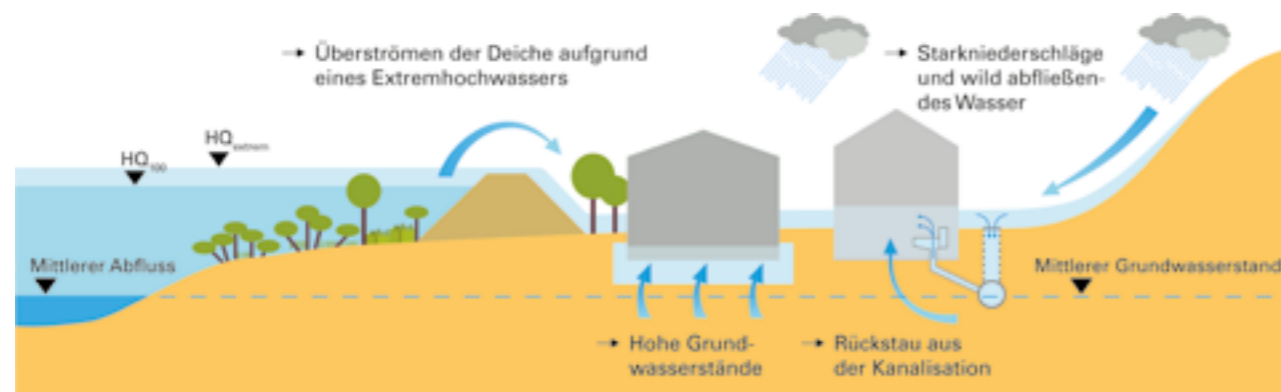 → Überströmen der Deiche aufgrund
eines Extremhochwassers
→ Starkniederschläge
und wild abfließen-
des Wasser
HQ100
HQextrem
Mittlerer Abfluss
Mittlerer Grundwasserstand
→ Hohe Grund-
wasserstände
→ Rückstau aus
der Kanalisation